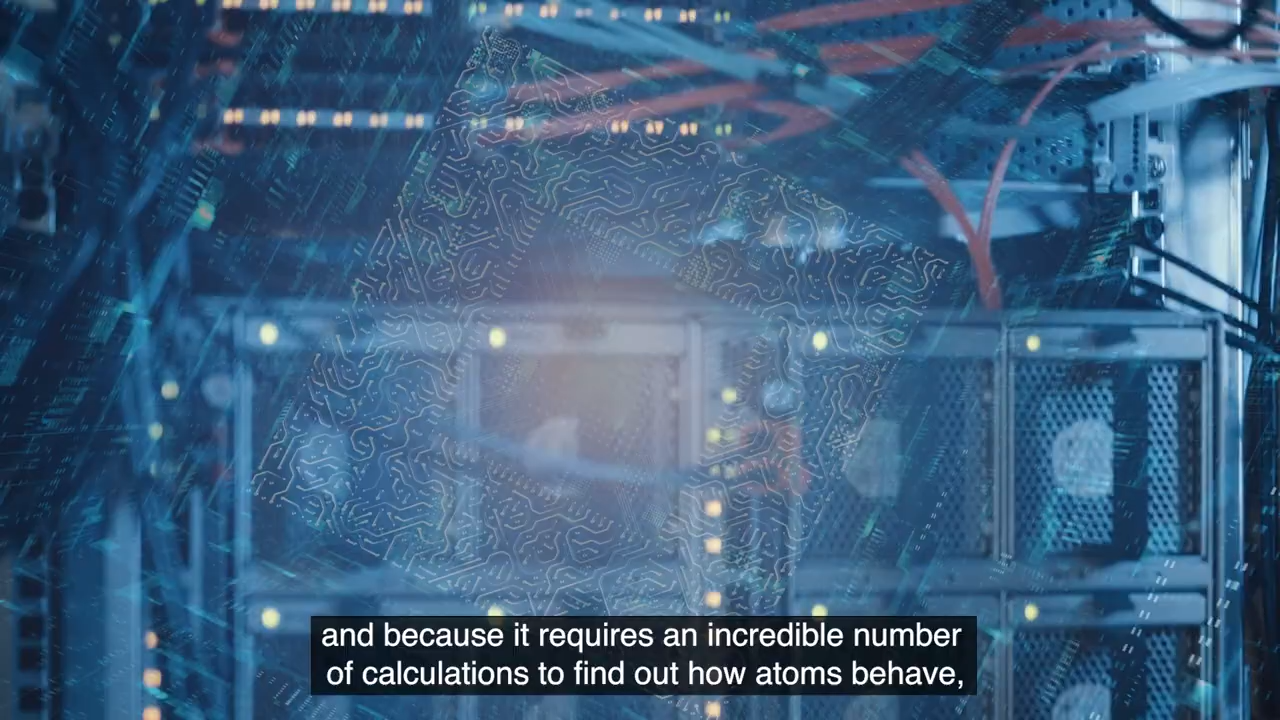 and because it requires an incredible number
of calculations to find out how atoms behave,